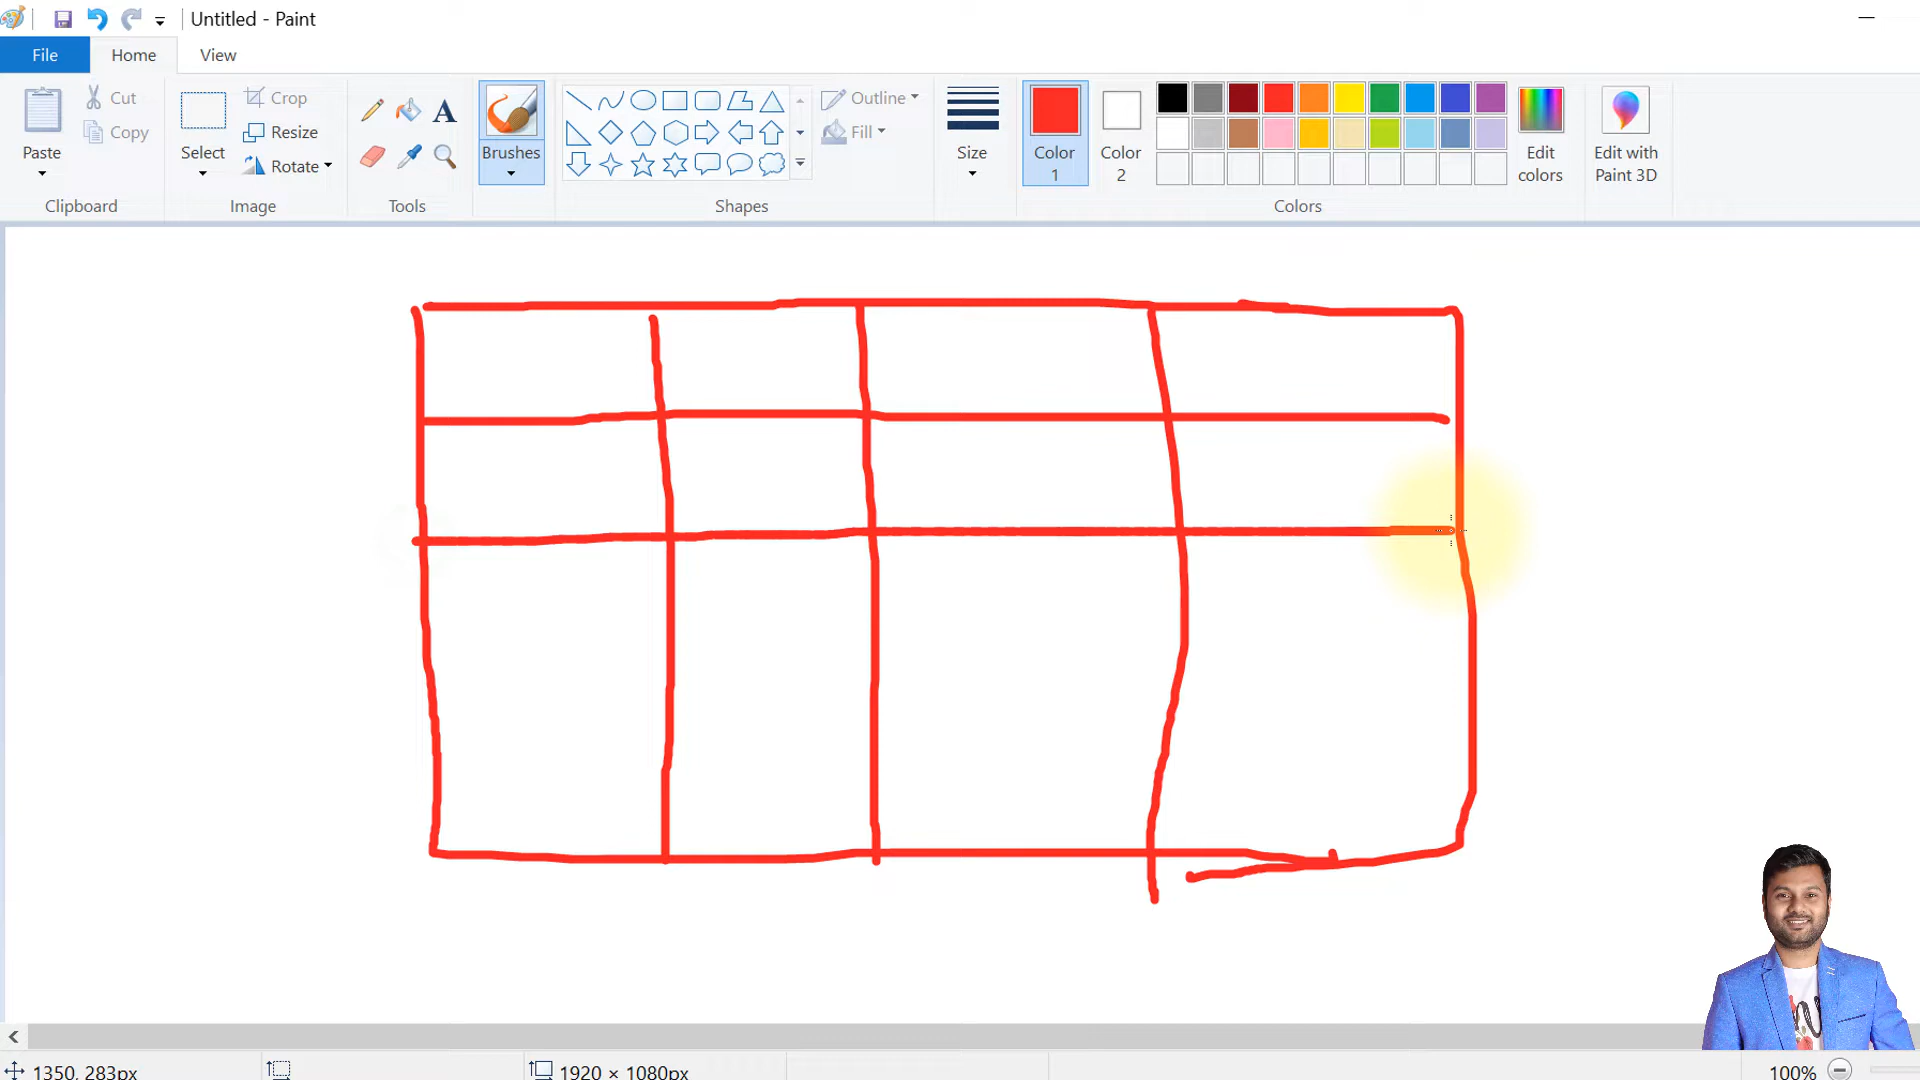 Untitled - Paint
File Home View
Paste
Cut
Copy
Clipboard
Select
Crop
Resize
Rotate
Image
A
Tools
Brushes
Outline
Fill
Shapes
Size
Color
1
Color
2
Edit
colors
Colors
Edit with
Paint 3D
1350, 283px 1920 × 1080px 100%